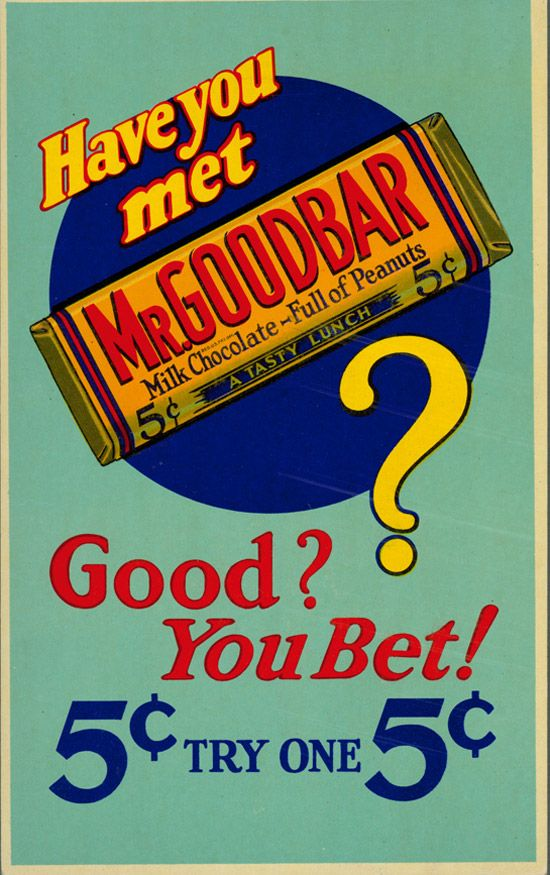 Have you
met
MR.GOODBAR
Milk Chocolate - Full of Peanuts
5¢ A TASTY LUNCH 5¢
?
Good?
You Bet!
5¢ TRY ONE 5¢